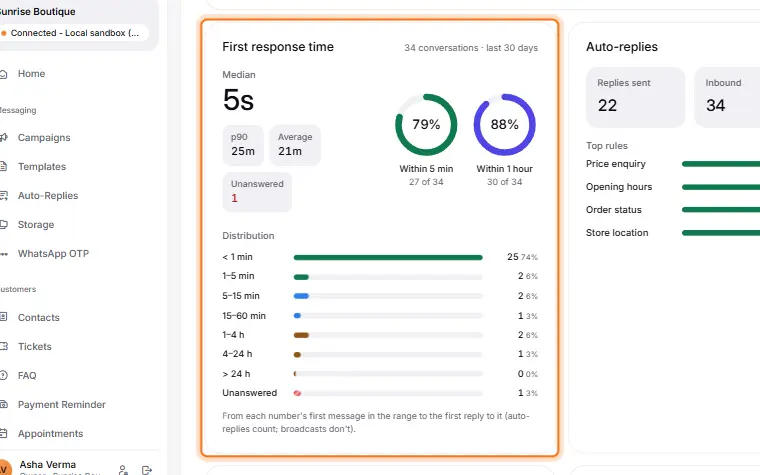 Sunrise Boutique
Connected - Local sandbox (...
Home
Messaging
Campaigns
Templates
Auto-Replies
Storage
WhatsApp OTP
Customers
Contacts
Tickets
FAQ
Payment Reminder
Appointments
AV
Asha Verma
First response time
34 conversations · last 30 days
Median
5s
p90
25m
Average
21m
Unanswered
1
79%
Within 5 min
27 of 34
88%
Within 1 hour
30 of 34
Distribution
< 1 min 25 74%
1–5 min 2 6%
5–15 min 2 6%
15–60 min 1 3%
1–4 h 2 6%
4–24 h 1 3%
> 24 h 0 0%
Unanswered 1 3%
From each number's first message in the range to the first reply to it (auto-
replies count; broadcasts don't).
Auto-replies
Replies sent
22
Inbound
34
Top rules
Price enquiry
Opening hours
Order status
Store location